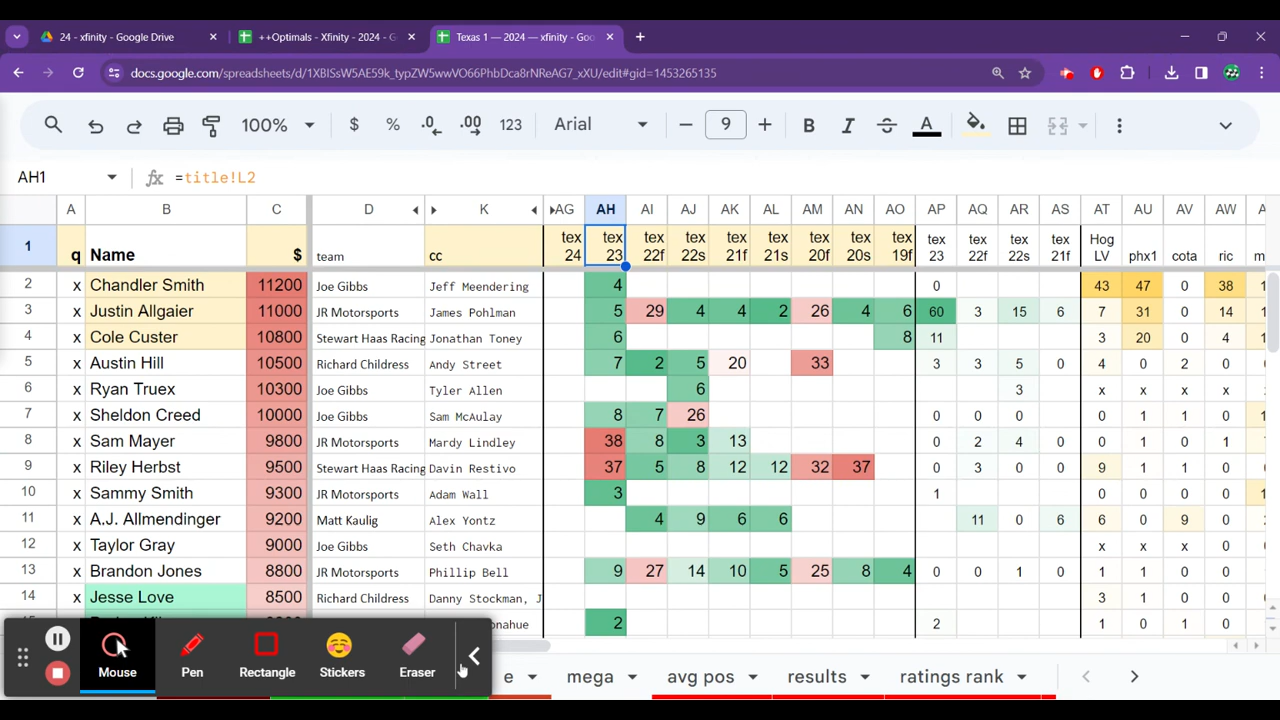 24 - xfinity - Google Drive
++Optimals - Xfinity - 2024 - G
Texas 1 — 2024 — xfinity - Goo
docs.google.com/spreadsheets/d/1XBISsW5AE59k_typZW5wwVO66PhbDca8rNReAG7_xXU/edit#gid=1453265135
100% $ % .0 .00 123 Arial 9 B I S A
AH1 fx =title!L2
A B C D K AG AH AI AJ AK AL AM AN AO AP AQ AR AS AT AU AV AW
1 q Name $ team cc tex 24 tex 23 tex 22f tex 22s tex 21f tex 21s tex 20f tex 20s tex 19f tex 23 tex 22f tex 22s tex 21f Hog LV phx1 cota ric m
2 x Chandler Smith 11200 Joe Gibbs Jeff Meendering 4 0 43 47 0 38 1
3 x Justin Allgaier 11000 JR Motorsports James Pohlman 5 29 4 4 2 26 4 6 60 3 15 6 7 31 0 14 1
4 x Cole Custer 10800 Stewart Haas Racing Jonathan Toney 6 8 11 3 20 0 4 1
5 x Austin Hill 10500 Richard Childress Andy Street 7 2 5 20 33 3 3 5 0 4 0 2 0
6 x Ryan Truex 10300 Joe Gibbs Tyler Allen 6 3 x x x x
7 x Sheldon Creed 10000 Joe Gibbs Sam McAulay 8 7 26 0 0 0 0 1 1 0
8 x Sam Mayer 9800 JR Motorsports Mardy Lindley 38 8 3 13 0 2 4 0 0 1 0 1
9 x Riley Herbst 9500 Stewart Haas Racing Davin Restivo 37 5 8 12 12 32 37 0 3 0 0 9 1 1 0
10 x Sammy Smith 9300 JR Motorsports Adam Wall 3 1 0 0 0 0 1
11 x A.J. Allmendinger 9200 Matt Kaulig Alex Yontz 4 9 6 6 11 0 6 6 0 9 0
12 x Taylor Gray 9000 Joe Gibbs Seth Chavka x x x 0
13 x Brandon Jones 8800 JR Motorsports Phillip Bell 9 27 14 10 5 25 8 4 0 0 1 0 1 1 0 0
14 x Jesse Love 8500 Richard Childress Danny Stockman, J 3 1 0 0
onahue 2 2 1 0 1 0
Mouse Pen Rectangle Stickers Eraser
e mega avg pos results ratings rank